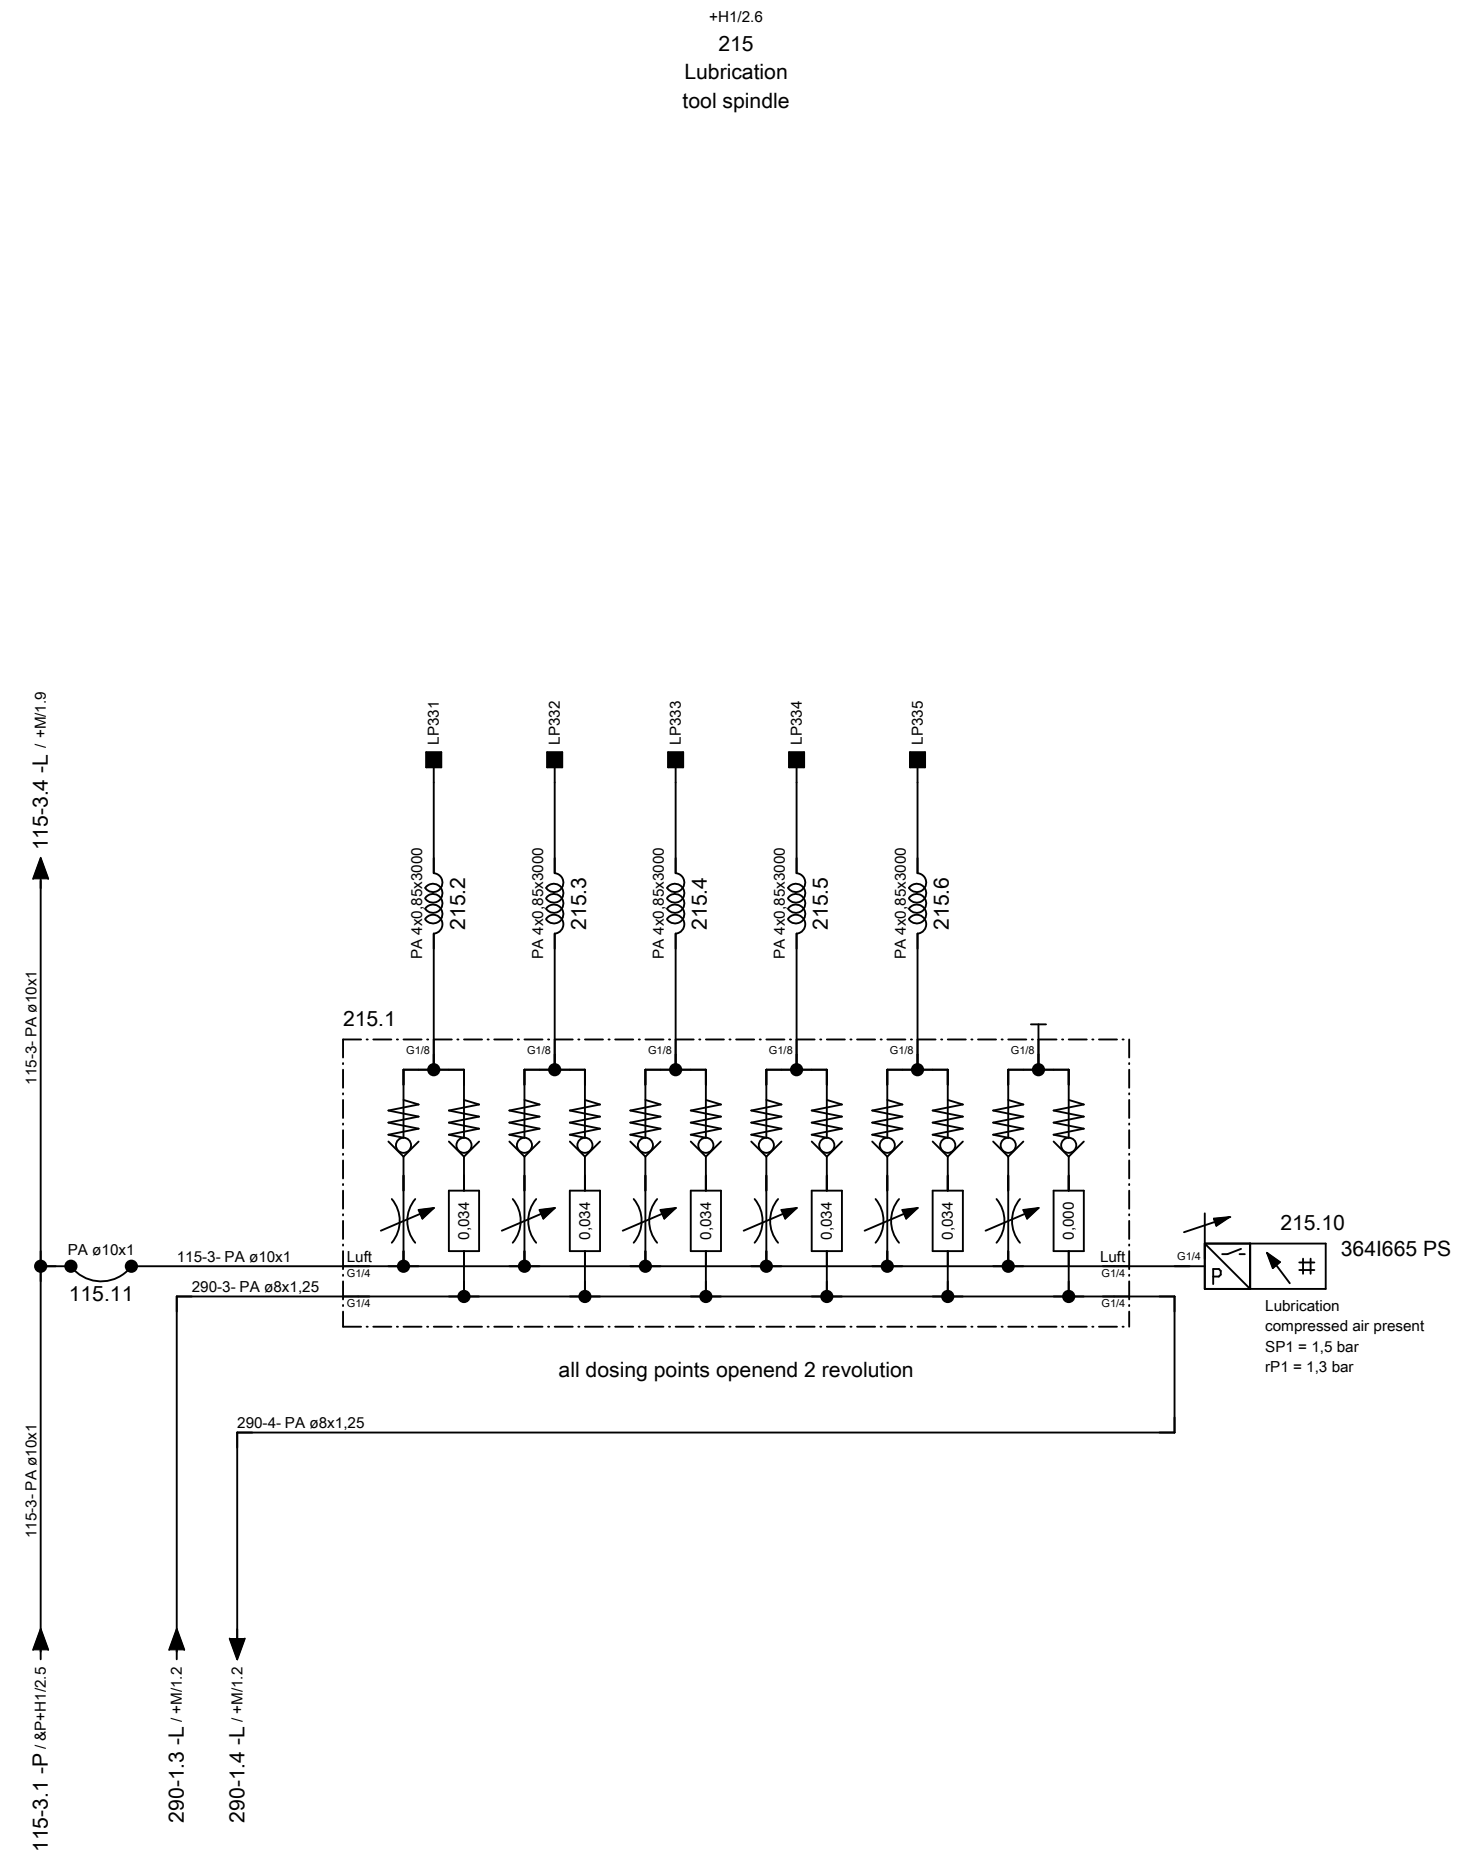 +H1/2.6
215
Lubrication
tool spindle
115-3.4 -L / +M/1.9
LP331
LP332
LP333
LP334
LP335
PA 4x0,85x3000
215.2
PA 4x0,85x3000
215.3
PA 4x0,85x3000
215.4
PA 4x0,85x3000
215.5
PA 4x0,85x3000
215.6
115-3- PA ø10x1
215.1
G1/8
G1/8
G1/8
G1/8
G1/8
G1/8
0,034
0,034
0,034
0,034
0,034
0,000
PA ø10x1
115.11
115-3- PA ø10x1
Luft
G1/4
Luft
G1/4
290-3- PA ø8x1,25
G1/4
G1/4
G1/4
P
#
215.10
364I665 PS
Lubrication
compressed air present
SP1 = 1,5 bar
rP1 = 1,3 bar
all dosing points openend 2 revolution
290-4- PA ø8x1,25
115-3- PA ø10x1
115-3.1 -P / &P+H1/2.5
290-1.3 -L / +M/1.2
290-1.4 -L / +M/1.2